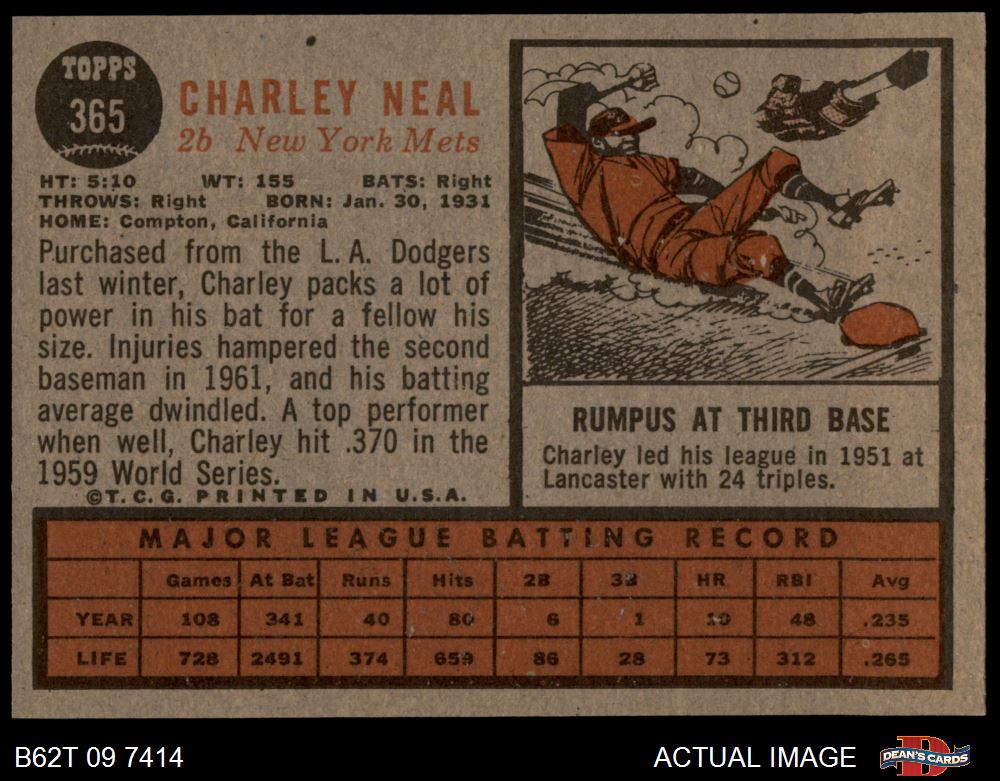 TOPPS
365
CHARLEY NEAL
2b New York Mets
HT: 5:10 WT: 155 BATS: Right
THROWS: Right BORN: Jan. 30, 1931
HOME: Compton, California
Purchased from the L.A. Dodgers
last winter, Charley packs a lot of
power in his bat for a fellow his
size. Injuries hampered the second
baseman in 1961, and his batting
average dwindled. A top performer
when well, Charley hit .370 in the
1959 World Series.
©T.C.G. PRINTED IN U.S.A.
RUMPUS AT THIRD BASE
Charley led his league in 1951 at
Lancaster with 24 triples.
MAJOR LEAGUE BATTING RECORD
Games At Bat Runs Hits 2B 3B HR RBI Avg
YEAR 108 341 40 80 6 1 10 48 .235
LIFE 728 2491 374 659 86 28 73 312 .265
B62T 09 7414
ACTUAL IMAGE
DEAN'S CARDS